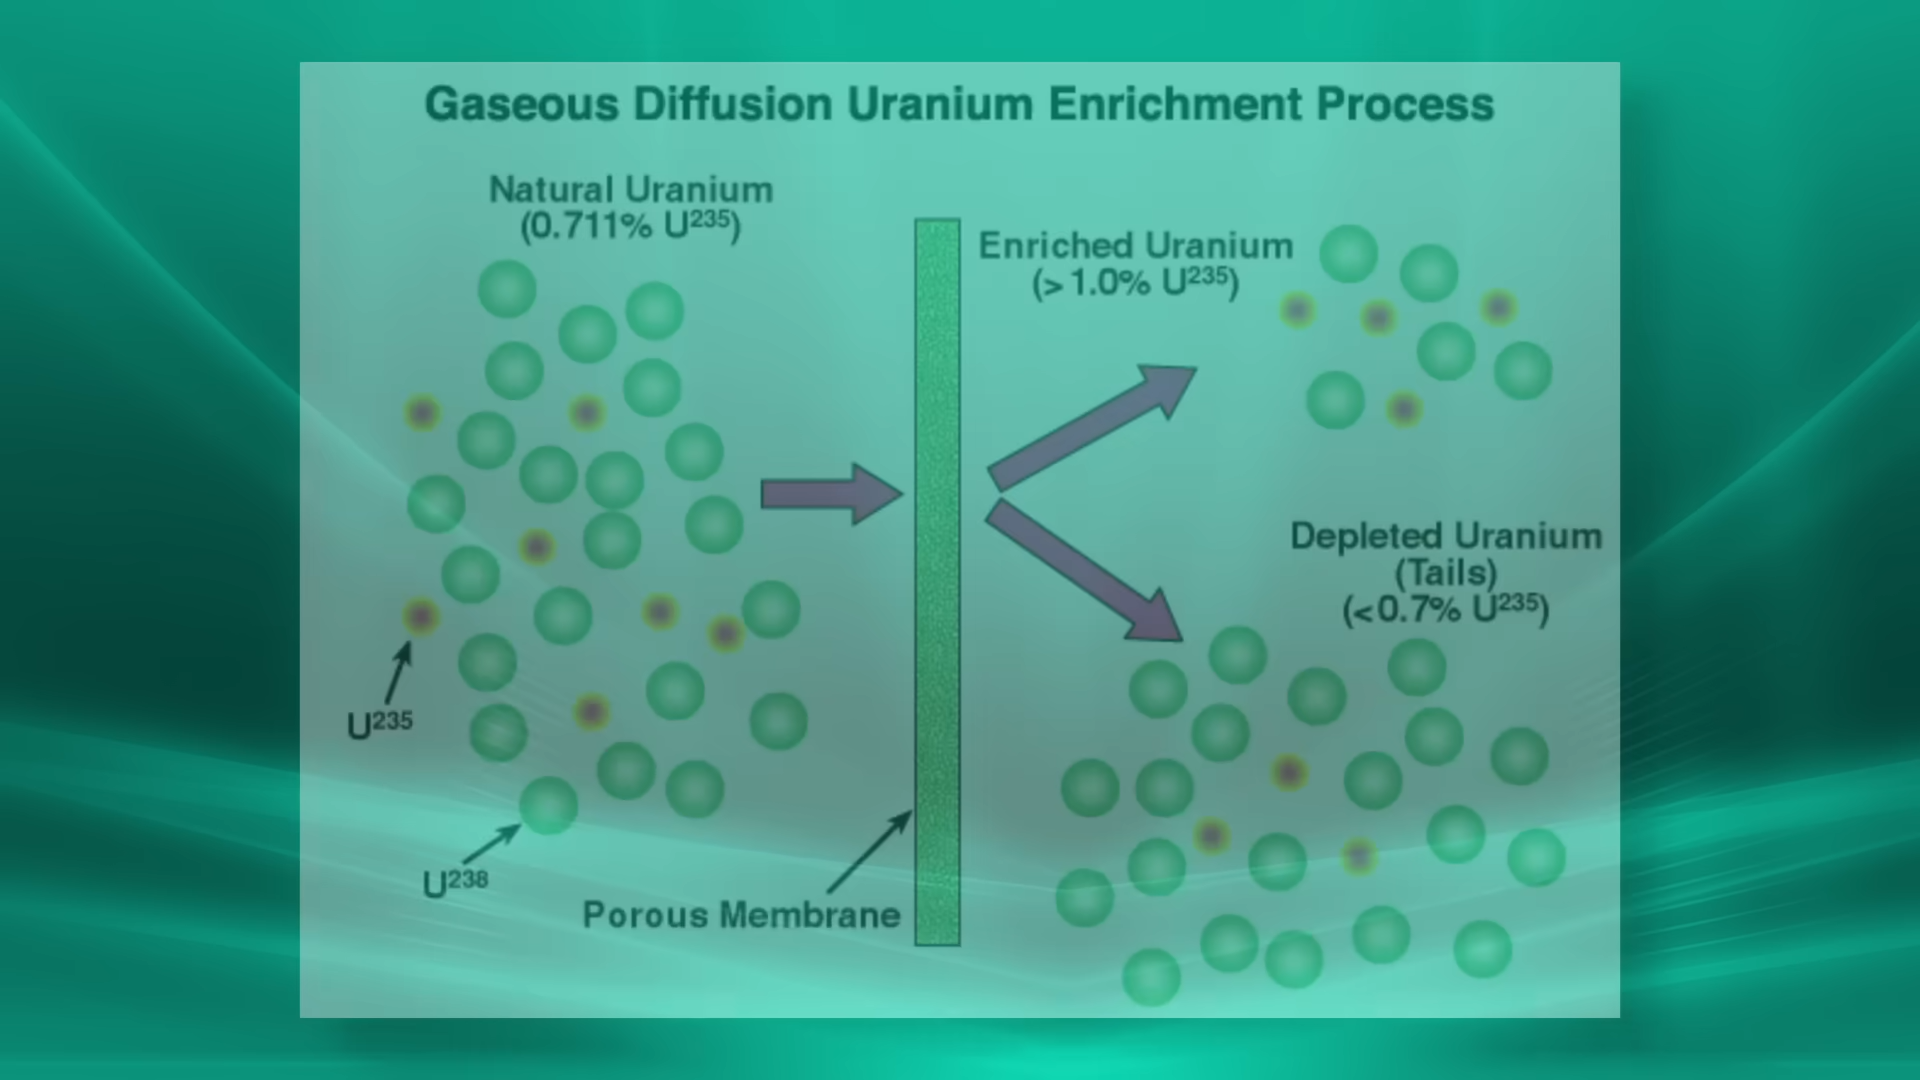 Gaseous Diffusion Uranium Enrichment Process
Natural Uranium
(0.711% U²³⁵)
Enriched Uranium
(> 1.0% U²³⁵)
Depleted Uranium
(Tails)
(< 0.7% U²³⁵)
U²³⁵
U²³⁸
Porous Membrane